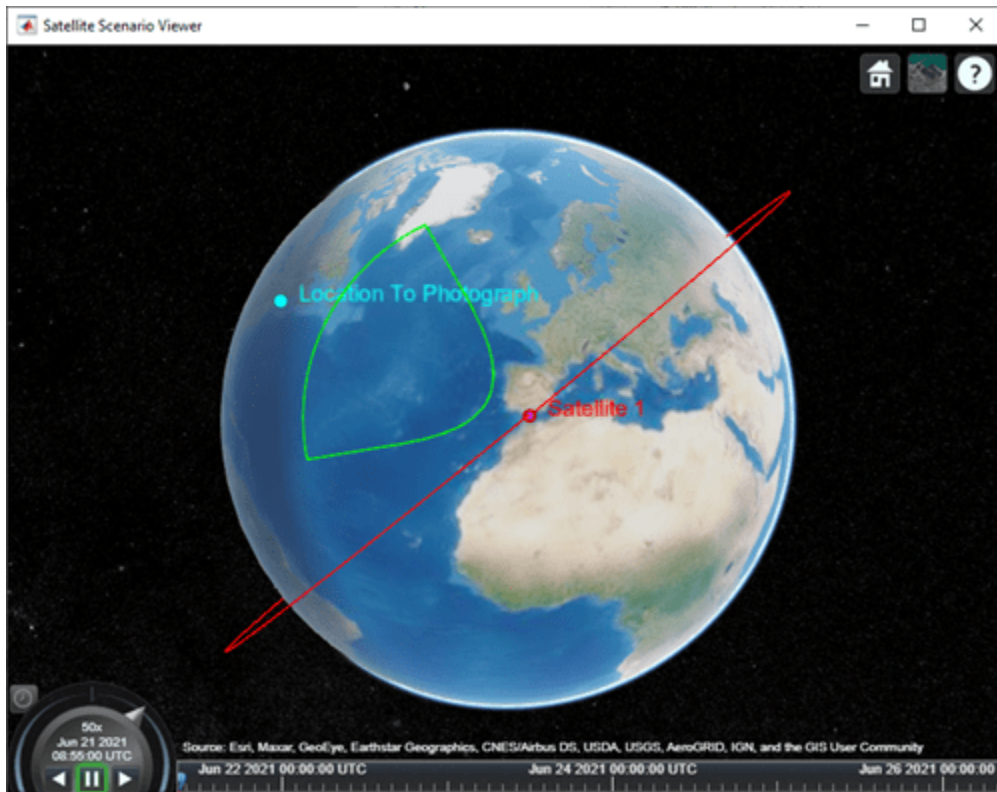 Satellite Scenario Viewer
?
Location To Photograph
Satellite 1
50x
Jun 21 2021
08:55:00 UTC
Source: Esri, Maxar, GeoEye, Earthstar Geographics, CNES/Airbus DS, USDA, USGS, AeroGRID, IGN, and the GIS User Community
Jun 22 2021 00:00:00 UTC
Jun 24 2021 00:00:00 UTC
Jun 26 2021 00:00:00